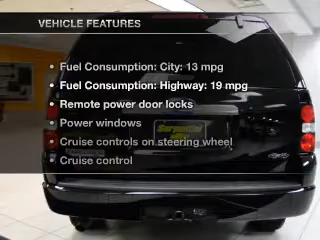 VEHICLE FEATURES
• Fuel Consumption: City: 13 mpg
• Fuel Consumption: Highway: 19 mpg
• Remote power door locks
• Power windows
• Cruise controls on steering wheel
• Cruise control
4x4